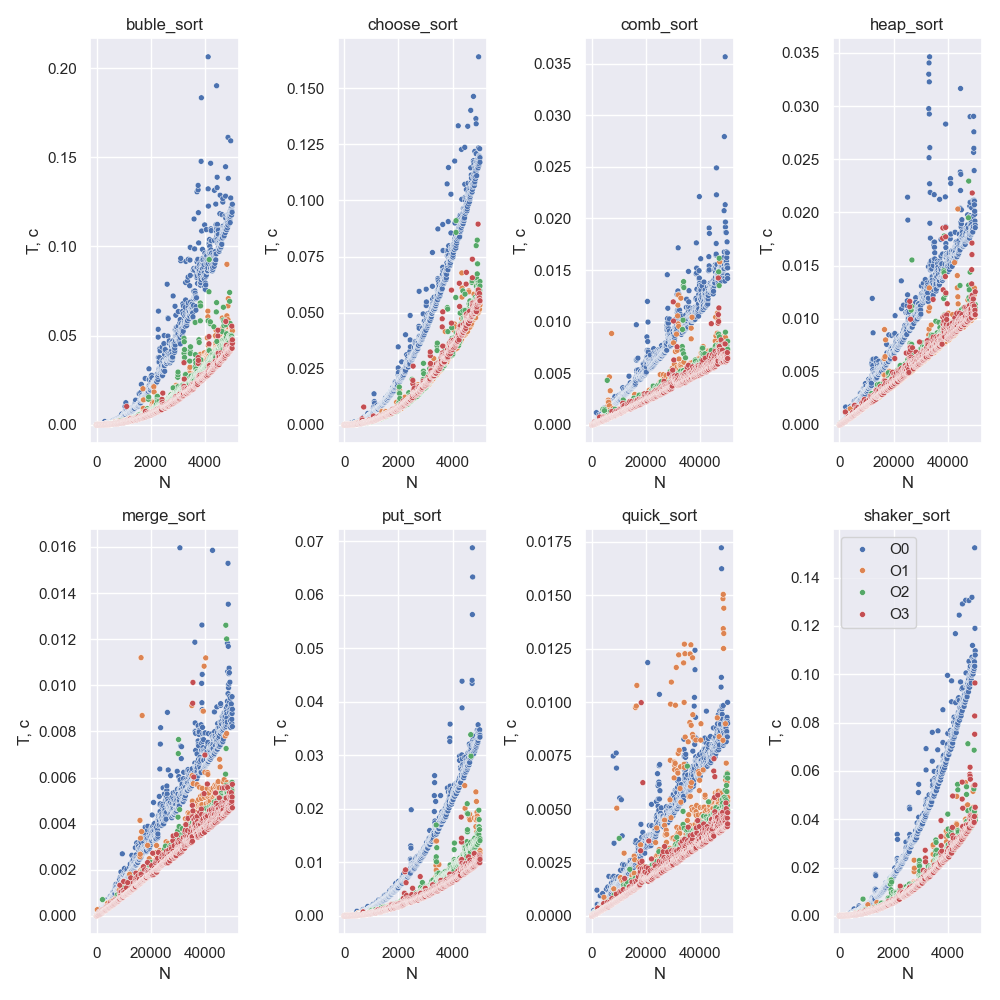 buble_sort
0.20
0.15
0.10
0.05
0.00
T, c
0 2000 4000
N
choose_sort
0.150
0.125
0.100
0.075
0.050
0.025
0.000
T, c
0 2000 4000
N
comb_sort
0.035
0.030
0.025
0.020
0.015
0.010
0.005
0.000
T, c
0 20000 40000
N
heap_sort
0.035
0.030
0.025
0.020
0.015
0.010
0.005
0.000
T, c
0 20000 40000
N
merge_sort
0.016
0.014
0.012
0.010
0.008
0.006
0.004
0.002
0.000
T, c
0 20000 40000
N
put_sort
0.07
0.06
0.05
0.04
0.03
0.02
0.01
0.00
T, c
0 2000 4000
N
quick_sort
0.0175
0.0150
0.0125
0.0100
0.0075
0.0050
0.0025
0.0000
T, c
0 20000 40000
N
shaker_sort
O0
O1
O2
O3
0.14
0.12
0.10
0.08
0.06
0.04
0.02
0.00
T, c
0 2000 4000
N